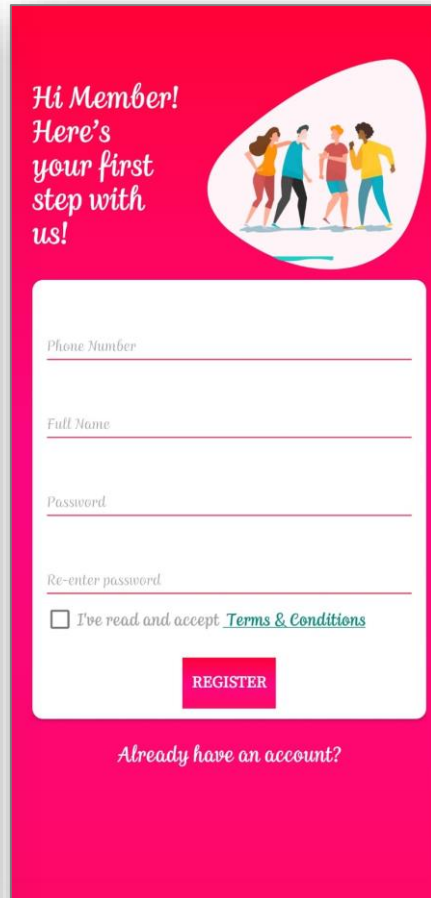 Hi Member!
Here's
your first
step with
us!
Phone Number
Full Name
Password
Re-enter password
I've read and accept Terms & Conditions
REGISTER
Already have an account?